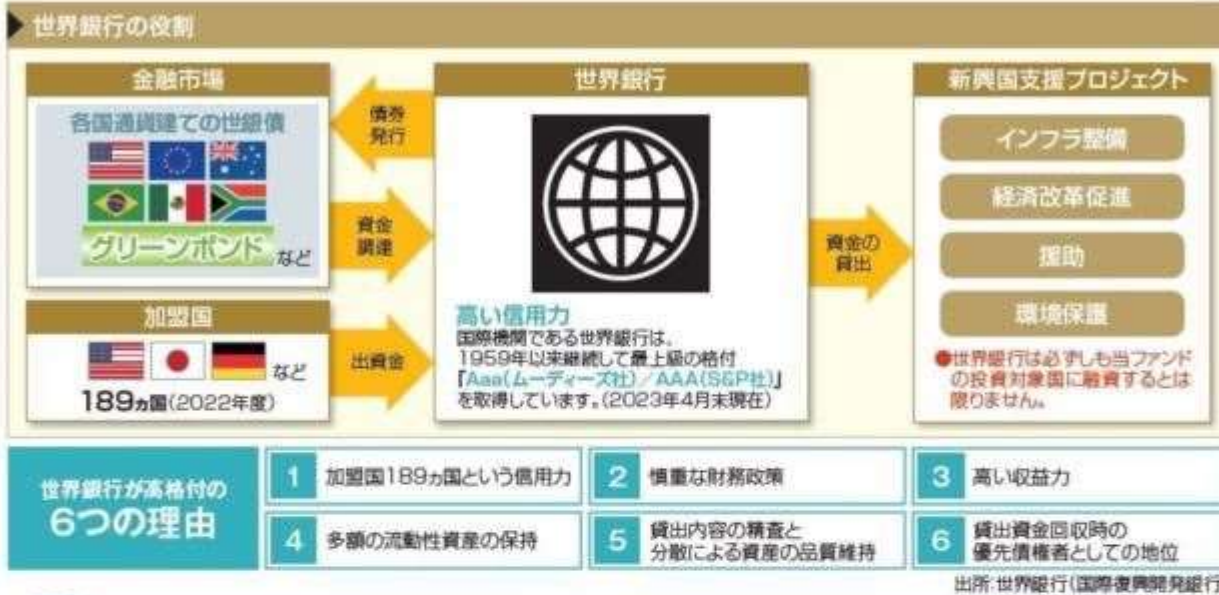 世界銀行の役割
金融市場
各国通貨建ての世銀債
グリーンボンド など
債券
発行
資金
調達
加盟国
など
189ヵ国(2022年度)
出資金
世界銀行
高い信用力
国際機関である世界銀行は、
1959年以来継続して最上級の格付
「Aaa(ムーディーズ社)/AAA(S&P社)」
を取得しています。(2023年4月末現在)
資金の
貸出
新興国支援プロジェクト
インフラ整備
経済改革促進
援助
環境保護
●世界銀行は必ずしも当ファンド
の投資対象国に融資するとは
限りません。
世界銀行が高格付の
6つの理由
1 加盟国189ヵ国という信用力
2 慎重な財務政策
3 高い収益力
4 多額の流動性資産の保持
5 貸出内容の精査と
分散による資産の品質維持
6 貸出資金回収時の
優先債権者としての地位
出所:世界銀行(国際復興開発銀行